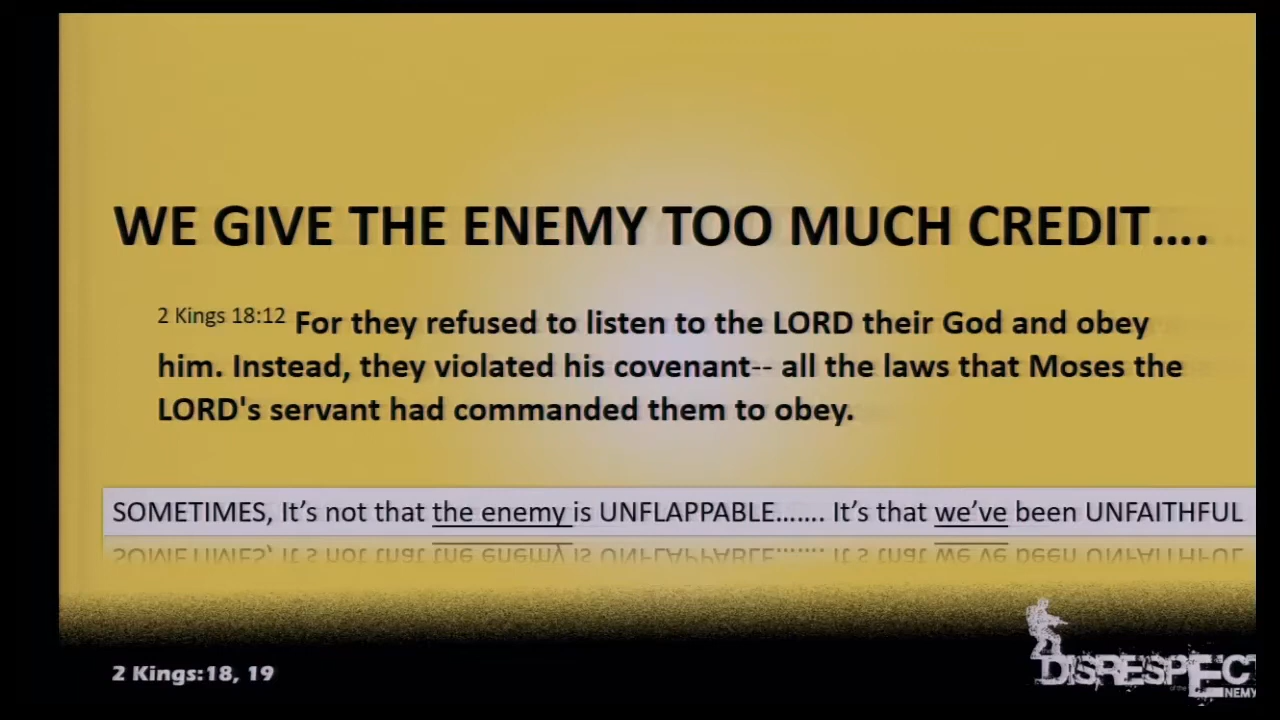 WE GIVE THE ENEMY TOO MUCH CREDIT….
2 Kings 18:12 For they refused to listen to the LORD their God and obey
him. Instead, they violated his covenant-- all the laws that Moses the
LORD's servant had commanded them to obey.
SOMETIMES, It’s not that the enemy is UNFLAPPABLE……. It’s that we’ve been UNFAITHFUL
2 Kings:18, 19
DISRESPECT
of the ENEMY